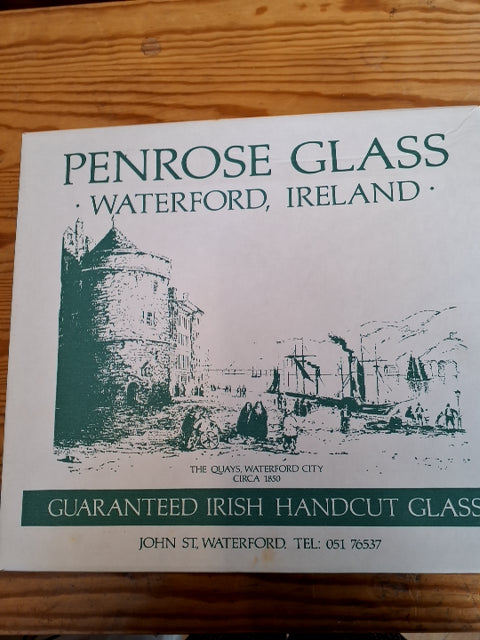 PENROSE GLASS
· WATERFORD, IRELAND ·
THE QUAYS, WATERFORD CITY
CIRCA 1850
GUARANTEED IRISH HANDCUT GLASS
JOHN ST, WATERFORD. TEL: 051 76537